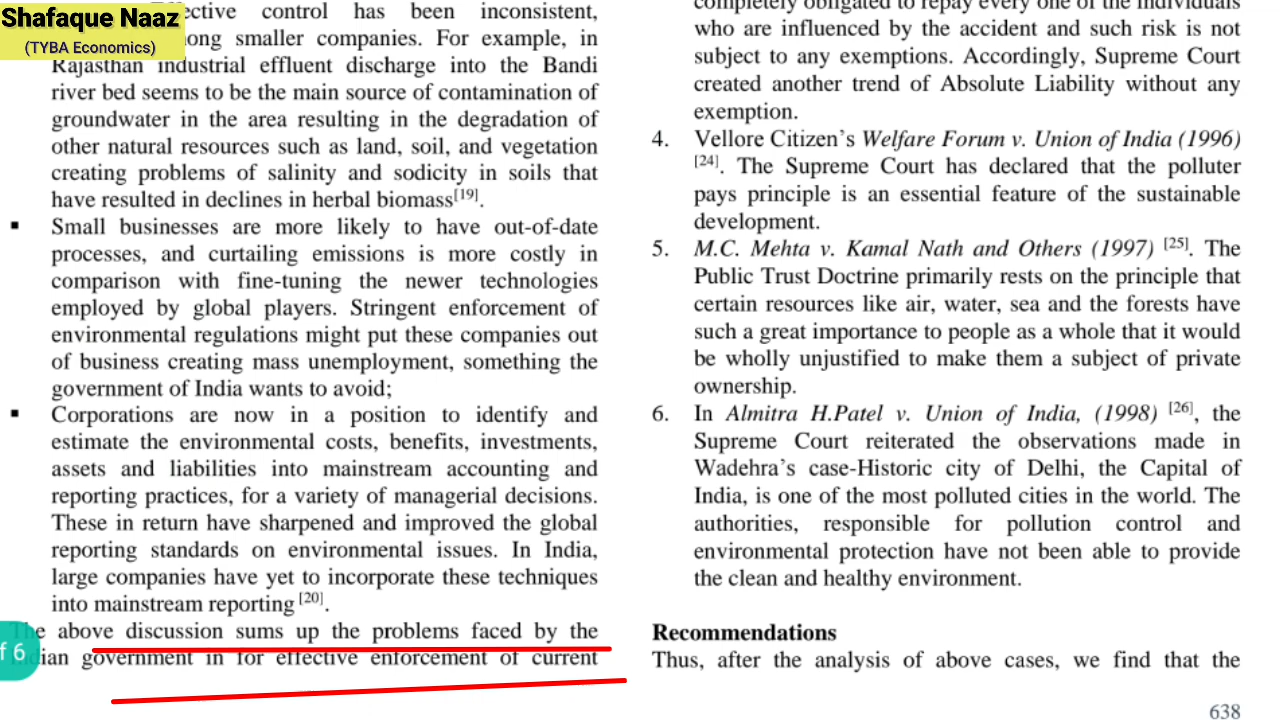 Shafaque Naaz
(TYBA Economics)
control has been inconsistent,
smaller companies. For example, in
Rajasthan industrial effluent discharge into the Bandi
river bed seems to be the main source of contamination of
groundwater in the area resulting in the degradation of
other natural resources such as land, soil, and vegetation
creating problems of salinity and sodicity in soils that
have resulted in declines in herbal biomass[19].
▪ Small businesses are more likely to have out-of-date
processes, and curtailing emissions is more costly in
comparison with fine-tuning the newer technologies
employed by global players. Stringent enforcement of
environmental regulations might put these companies out
of business creating mass unemployment, something the
government of India wants to avoid;
▪ Corporations are now in a position to identify and
estimate the environmental costs, benefits, investments,
assets and liabilities into mainstream accounting and
reporting practices, for a variety of managerial decisions.
These in return have sharpened and improved the global
reporting standards on environmental issues. In India,
large companies have yet to incorporate these techniques
into mainstream reporting [20].
The above discussion sums up the problems faced by the
Indian government in for effective enforcement of current
f 6
completely obligated to repay every one of the individuals
who are influenced by the accident and such risk is not
subject to any exemptions. Accordingly, Supreme Court
created another trend of Absolute Liability without any
exemption.
4. Vellore Citizen's Welfare Forum v. Union of India (1996)
[24]. The Supreme Court has declared that the polluter
pays principle is an essential feature of the sustainable
development.
5. M.C. Mehta v. Kamal Nath and Others (1997) [25]. The
Public Trust Doctrine primarily rests on the principle that
certain resources like air, water, sea and the forests have
such a great importance to people as a whole that it would
be wholly unjustified to make them a subject of private
ownership.
6. In Almitra H.Patel v. Union of India, (1998) [26], the
Supreme Court reiterated the observations made in
Wadehra's case-Historic city of Delhi, the Capital of
India, is one of the most polluted cities in the world. The
authorities, responsible for pollution control and
environmental protection have not been able to provide
the clean and healthy environment.
Recommendations
Thus, after the analysis of above cases, we find that the
638